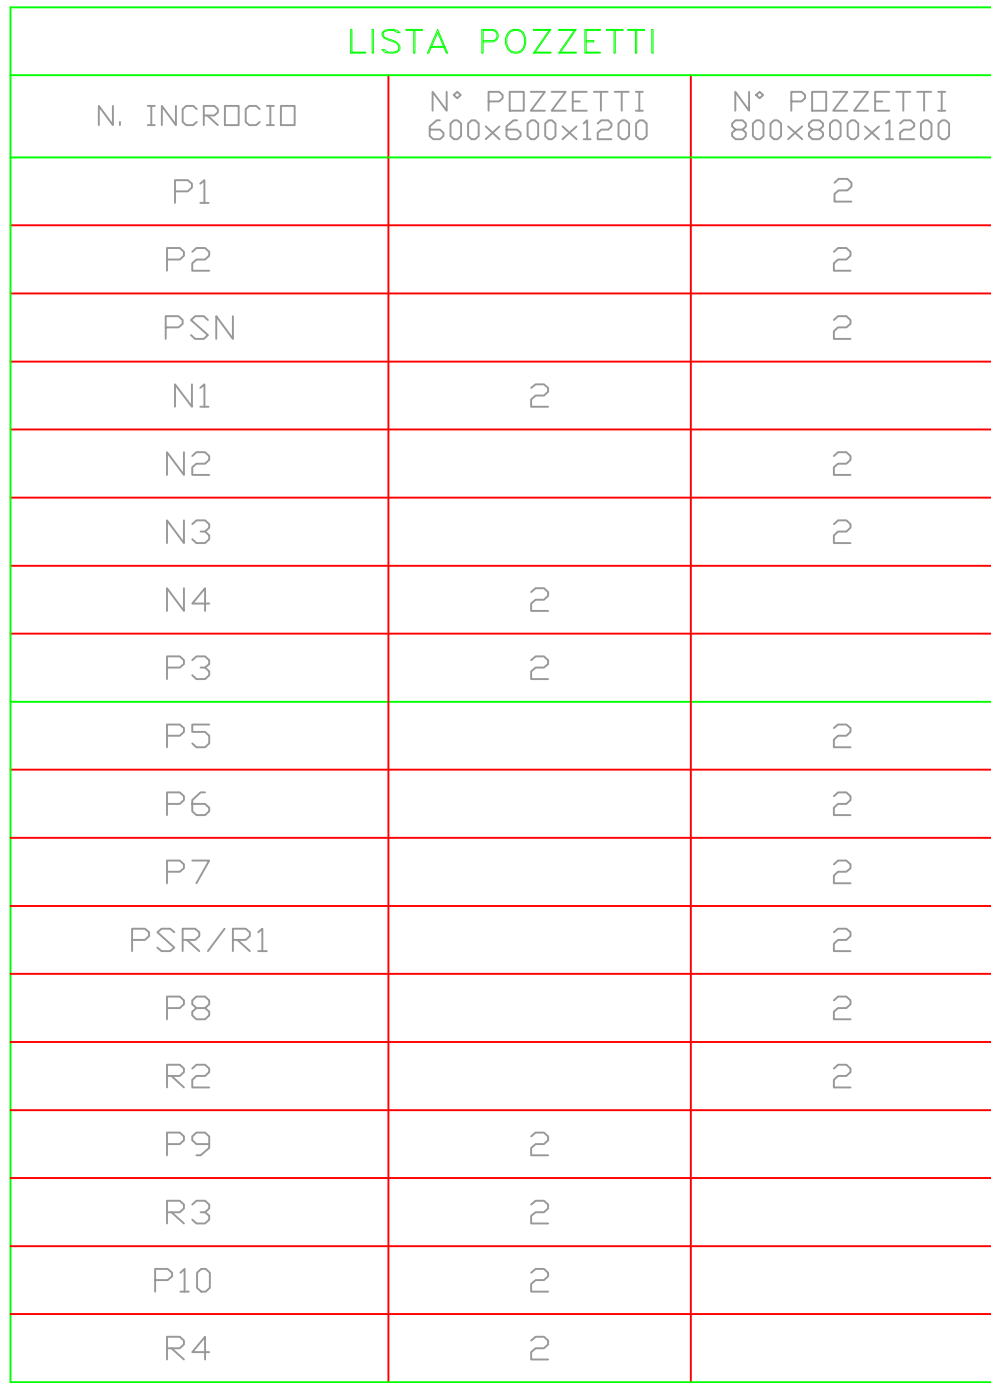 LISTA POZZETTI
N. INCROCIO N° POZZETTI 600x600x1200 N° POZZETTI 800x800x1200
P1 2
P2 2
PSN 2
N1 2
N2 2
N3 2
N4 2
P3 2
P5 2
P6 2
P7 2
PSR/R1 2
P8 2
R2 2
P9 2
R3 2
P10 2
R4 2